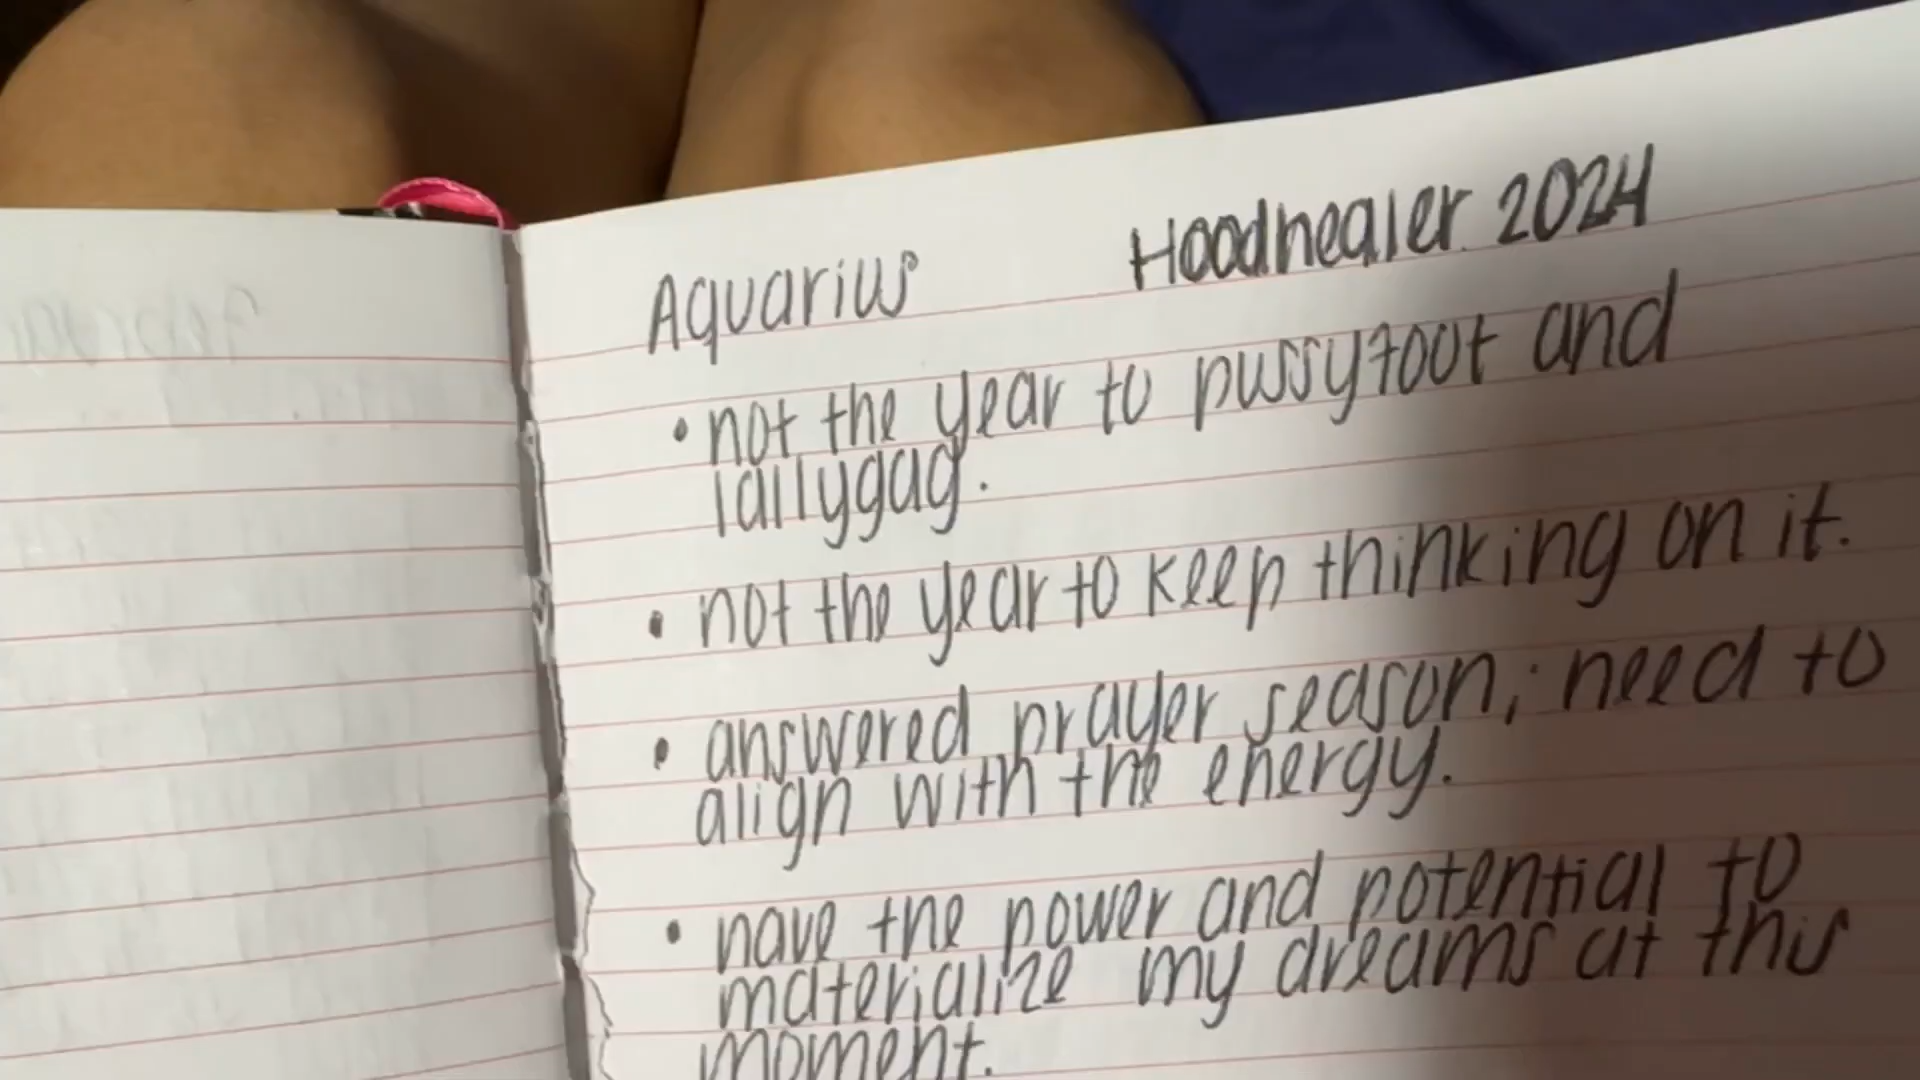 Aquarius Hoodhealer 2024
• not the year to pussyfoot and
lallygag.
• not the year to keep thinking on it.
• answered prayer season; need to
align with the energy.
• have the power and potential to
materialize my dreams at this
moment.